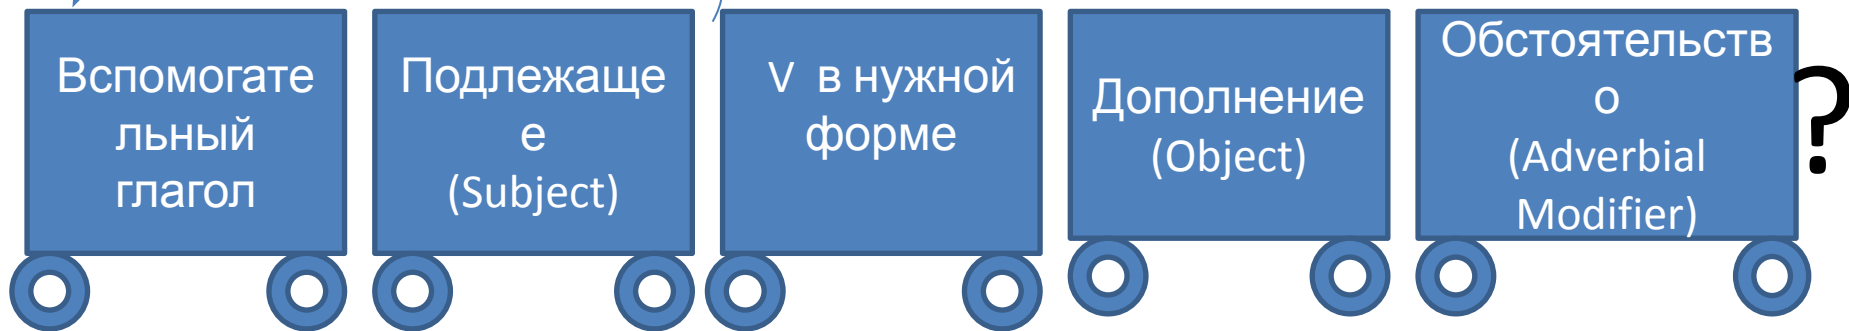 Вспомогате
льный
глагол
Подлежаще
е
(Subject)
V в нужной
форме
Дополнение
(Object)
Обстоятельств
о
(Adverbial
Modifier)
?